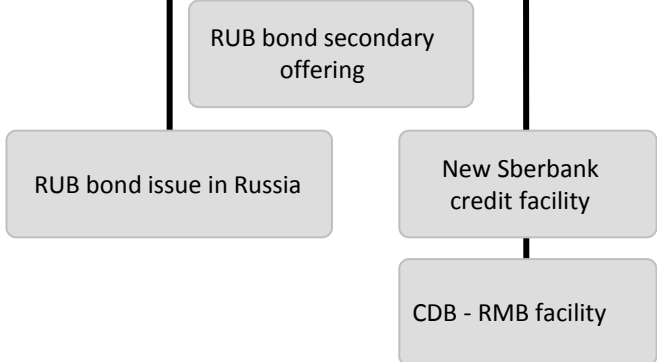 RUB bond secondary
offering
RUB bond issue in Russia
New Sberbank
credit facility
CDB - RMB facility